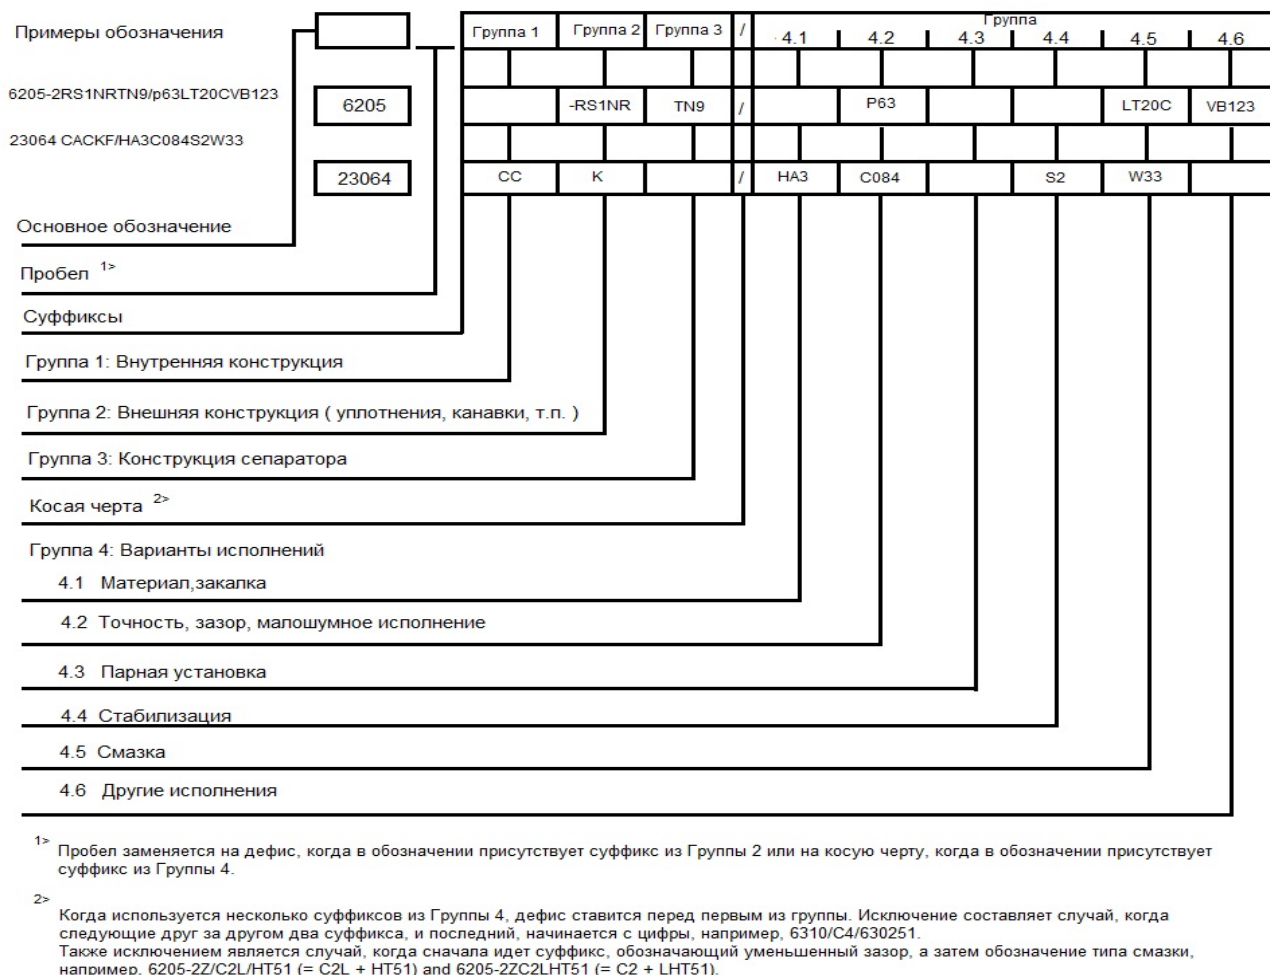 Примеры обозначения
Группа 1 Группа 2 Группа 3 / Группа
4.1 4.2 4.3 4.4 4.5 4.6
6205-2RS1NRTN9/p63LT20CVB123
6205 -RS1NR TN9 / P63 LT20C VB123
23064 CACKF/HA3C084S2W33
23064 CC K / HA3 C084 S2 W33
Основное обозначение
Пробел 1>
Суффиксы
Группа 1: Внутренняя конструкция
Группа 2: Внешняя конструкция ( уплотнения, канавки, т.п. )
Группа 3: Конструкция сепаратора
Косая черта 2>
Группа 4: Варианты исполнений
4.1 Материал,закалка
4.2 Точность, зазор, малошумное исполнение
4.3 Парная установка
4.4 Стабилизация
4.5 Смазка
4.6 Другие исполнения
1> Пробел заменяется на дефис, когда в обозначении присутствует суффикс из Группы 2 или на косую черту, когда в обозначении присутствует
суффикс из Группы 4.
2>
Когда используется несколько суффиксов из Группы 4, дефис ставится перед первым из группы. Исключение составляет случай, когда
следующие друг за другом два суффикса, и последний, начинается с цифры, например, 6310/C4/630251.
Также исключением является случай, когда сначала идет суффикс, обозначающий уменьшенный зазор, а затем обозначение типа смазки,
например, 6205-2Z/C2L/HT51 (= C2L + HT51) and 6205-2ZC2LHT51 (= C2 + LHT51).